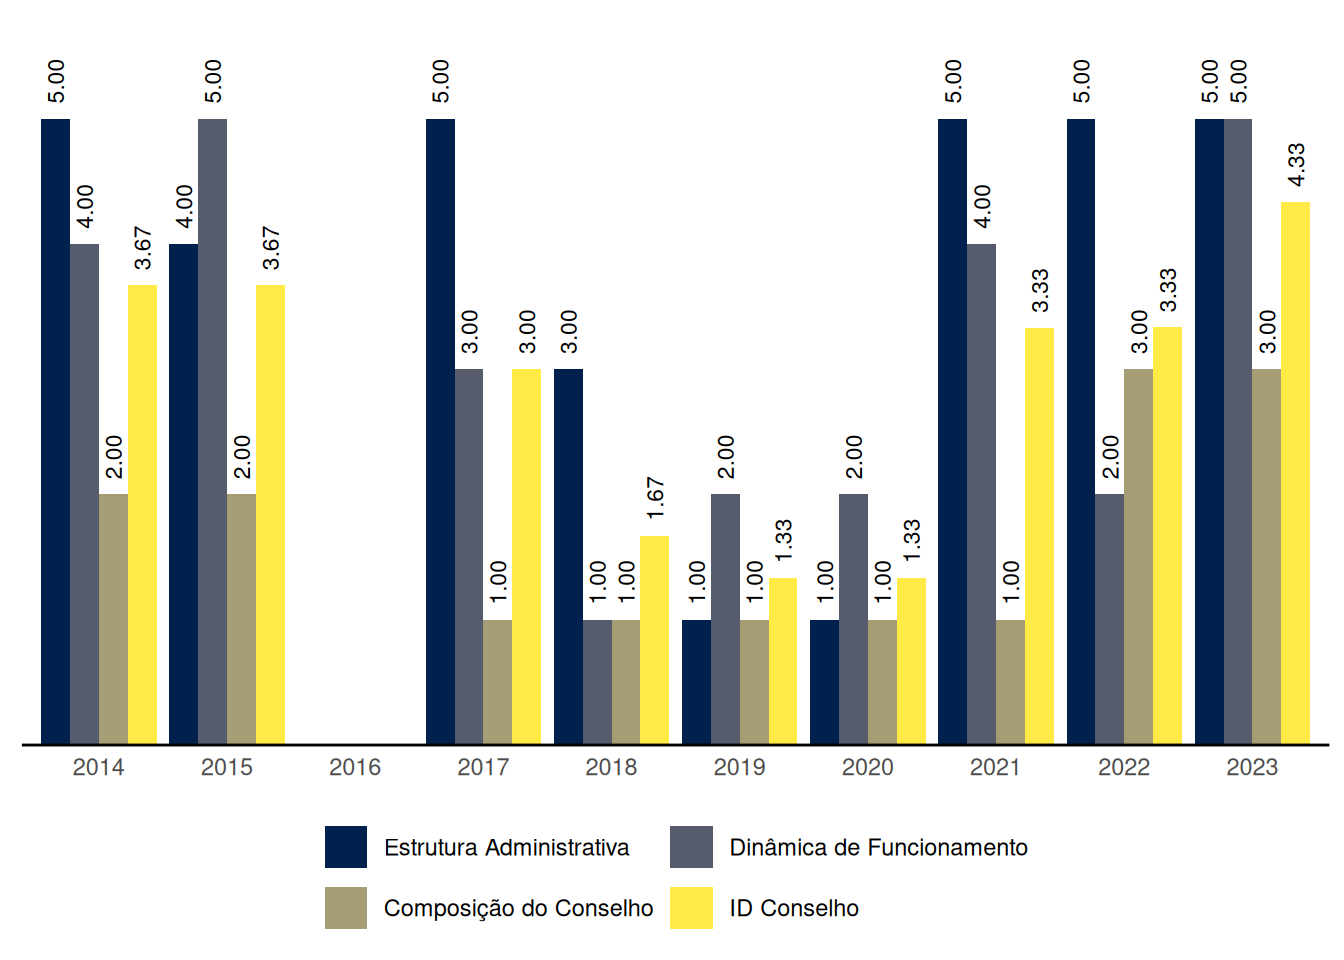 5.00 4.00 2.00 3.67
4.00 5.00 2.00 3.67
5.00 3.00 1.00 3.00
3.00 1.00 1.00 1.67
1.00 2.00 1.00 1.33
1.00 2.00 1.00 1.33
5.00 4.00 1.00 3.33
5.00 2.00 3.00 3.33
5.00 5.00 3.00 4.33
2014 2015 2016 2017 2018 2019 2020 2021 2022 2023
Estrutura Administrativa Dinâmica de Funcionamento
Composição do Conselho ID Conselho